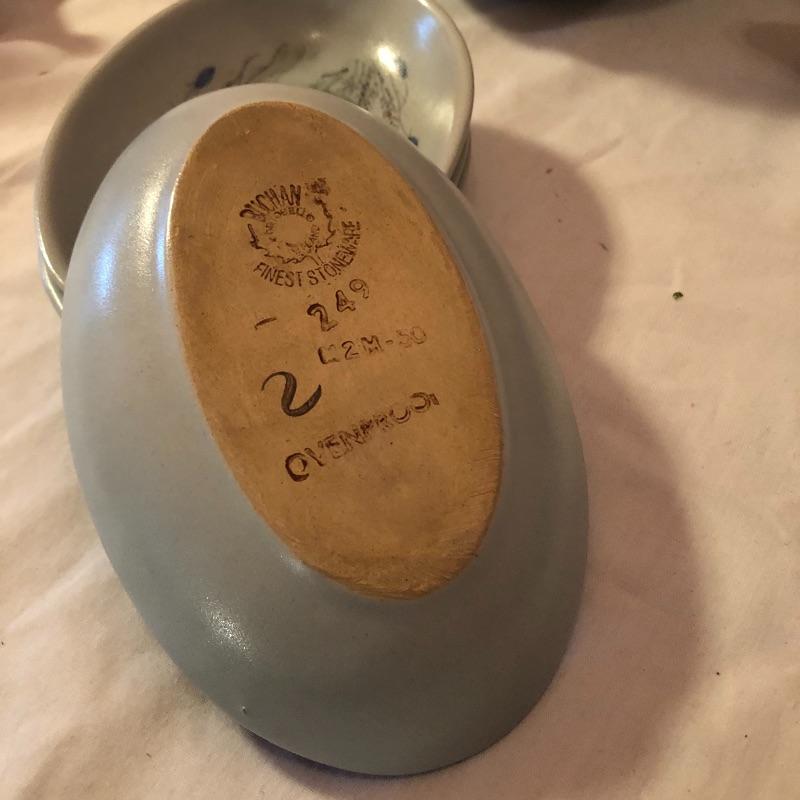 BUCHAN
FINEST STONEWARE
249
2
OVENPROOF